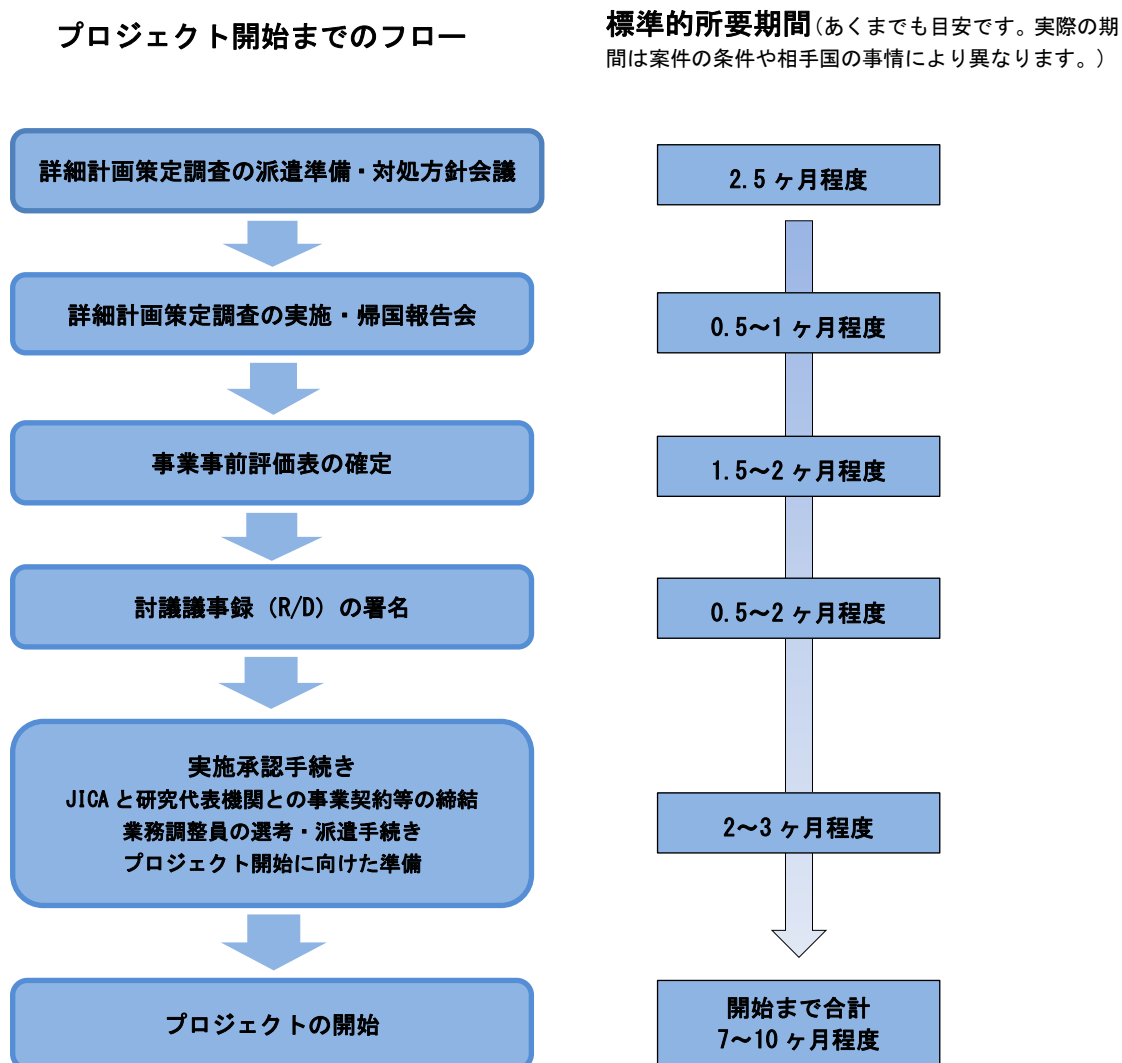 プロジェクト開始までのフロー
標準的所要期間(あくまでも目安です。実際の期
間は案件の条件や相手国の事情により異なります。)
詳細計画策定調査の派遣準備・対処方針会議
2.5 ヶ月程度
詳細計画策定調査の実施・帰国報告会
0.5～1 ヶ月程度
事業事前評価表の確定
1.5～2 ヶ月程度
討議議事録（R/D）の署名
0.5～2 ヶ月程度
実施承認手続き
JICA と研究代表機関との事業契約等の締結
業務調整員の選考・派遣手続き
プロジェクト開始に向けた準備
2～3 ヶ月程度
プロジェクトの開始
開始まで合計
7～10 ヶ月程度